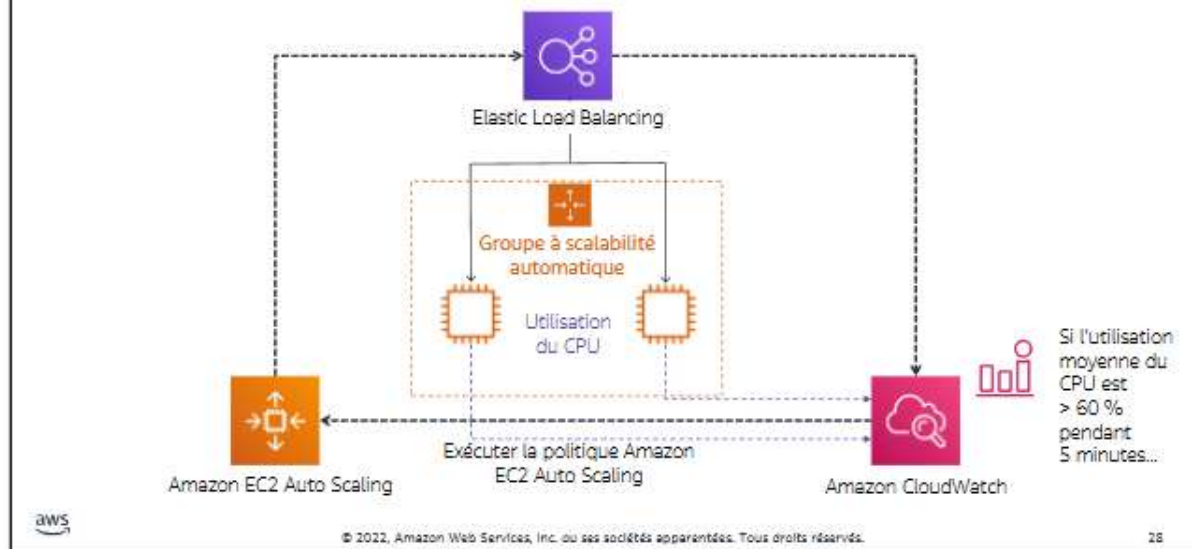 Elastic Load Balancing
Groupe à scalabilité
automatique
Utilisation
du CPU
Si l'utilisation
moyenne du
CPU est
> 60 %
pendant
5 minutes...
Exécuter la politique Amazon
EC2 Auto Scaling
Amazon EC2 Auto Scaling
Amazon CloudWatch
aws
© 2022, Amazon Web Services, Inc. ou ses sociétés apparentées. Tous droits réservés.
28